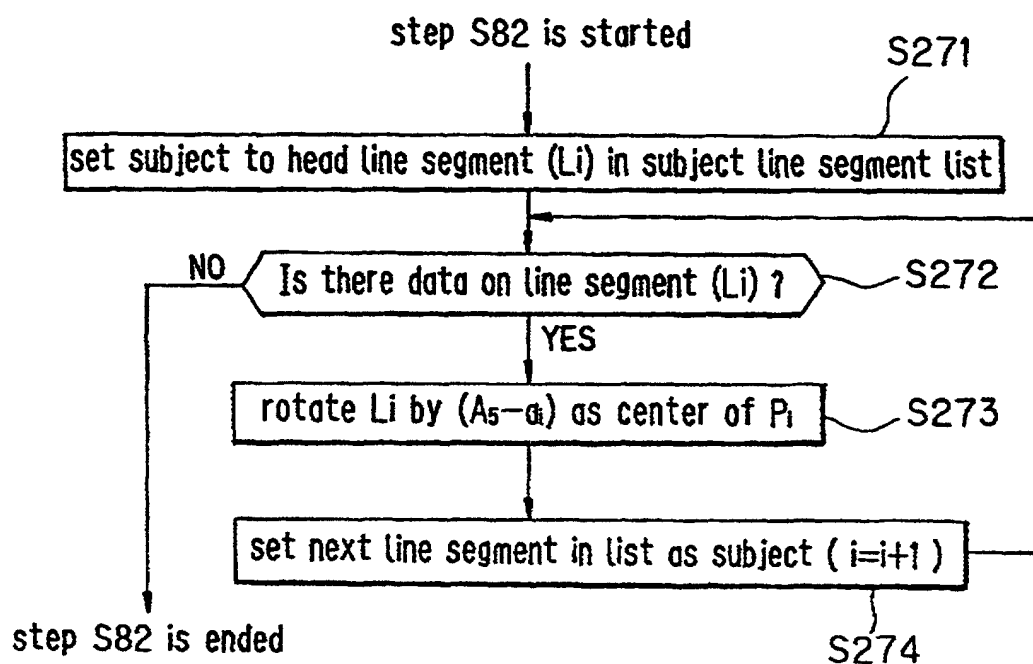 step S82 is started
S271
set subject to head line segment (Li) in subject line segment list
NO
Is there data on line segment (Li) ?
S272
YES
rotate Li by (A₅-αi) as center of Pi
S273
set next line segment in list as subject ( i=i+1 )
step S82 is ended
S274